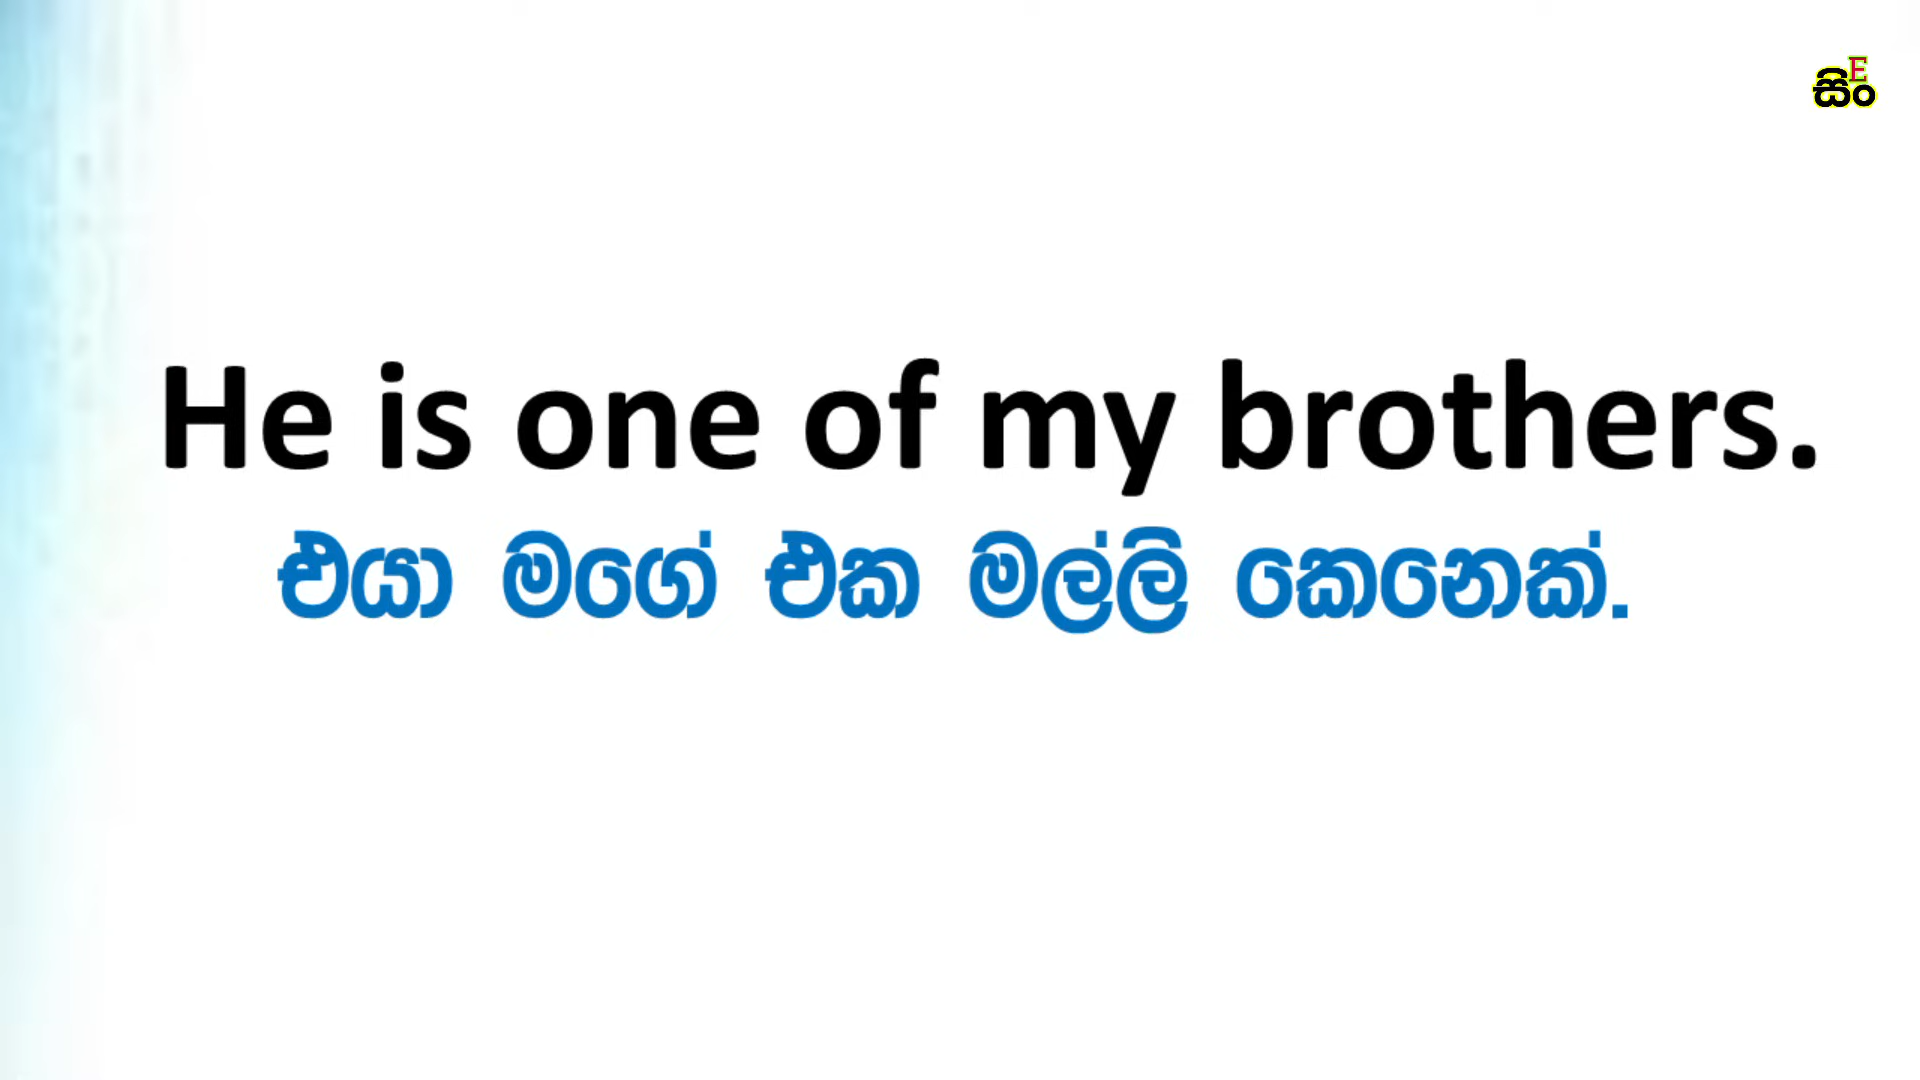 E
සිං
He is one of my brothers.
එයා මගේ එක මල්ලි කෙනෙක්.